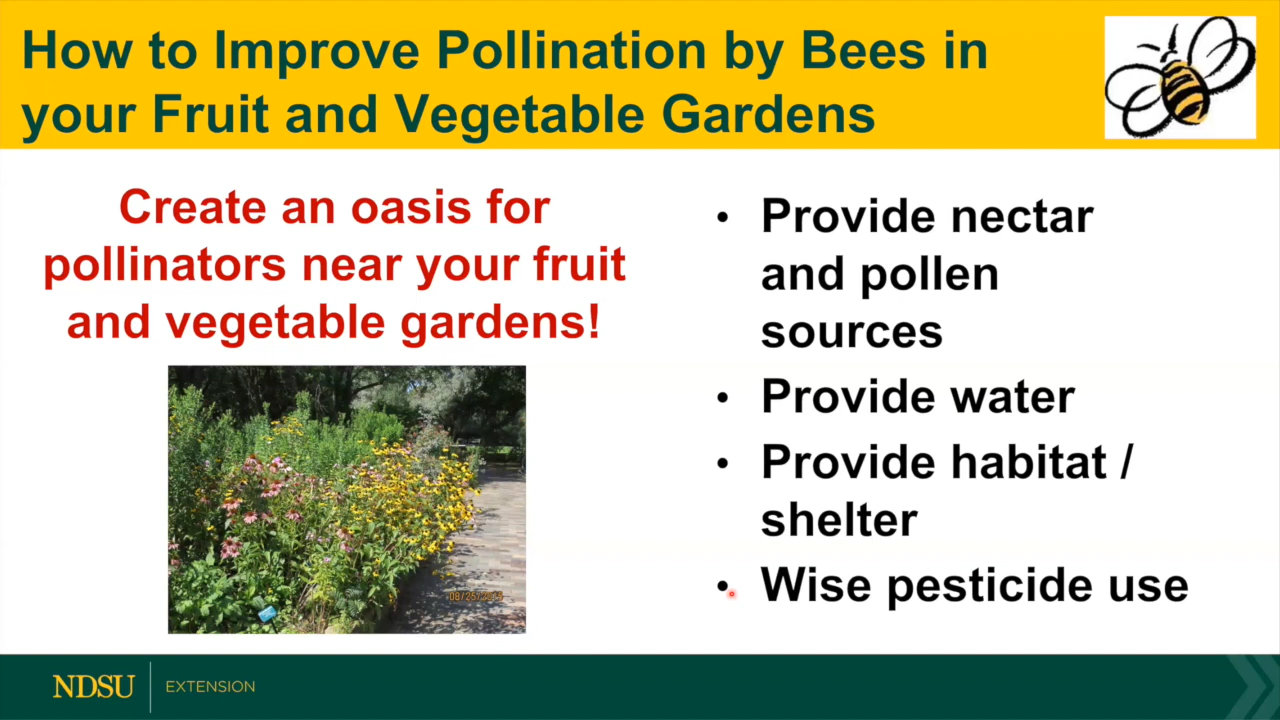 How to Improve Pollination by Bees in
your Fruit and Vegetable Gardens
Create an oasis for
pollinators near your fruit
and vegetable gardens!
• Provide nectar
and pollen
sources
• Provide water
• Provide habitat /
shelter
• Wise pesticide use
NDSU
EXTENSION